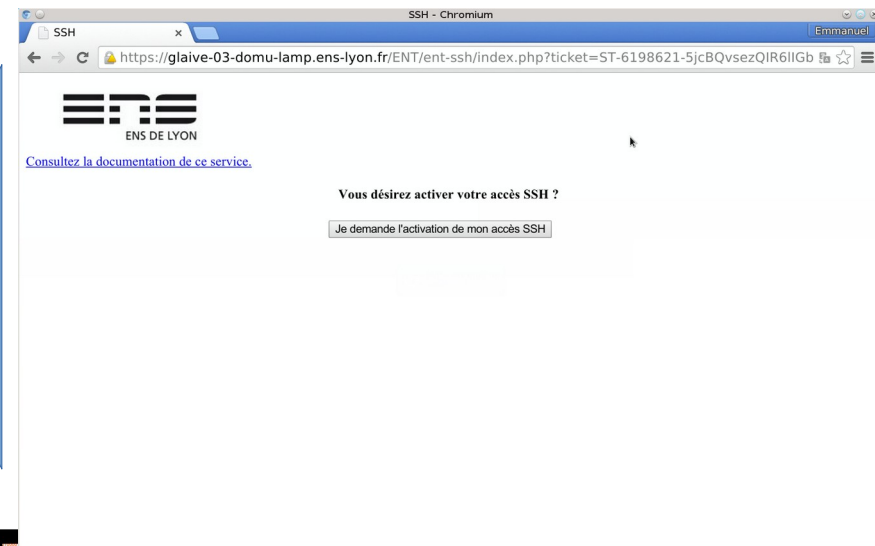 SSH - Chromium
SSH
Emmanuel
https://glaive-03-domu-lamp.ens-lyon.fr/ENT/ent-ssh/index.php?ticket=ST-6198621-5jcBQvsezQIR6lIGb
ens
ENS DE LYON
Consultez la documentation de ce service.
Vous désirez activer votre accès SSH ?
Je demande l'activation de mon accès SSH